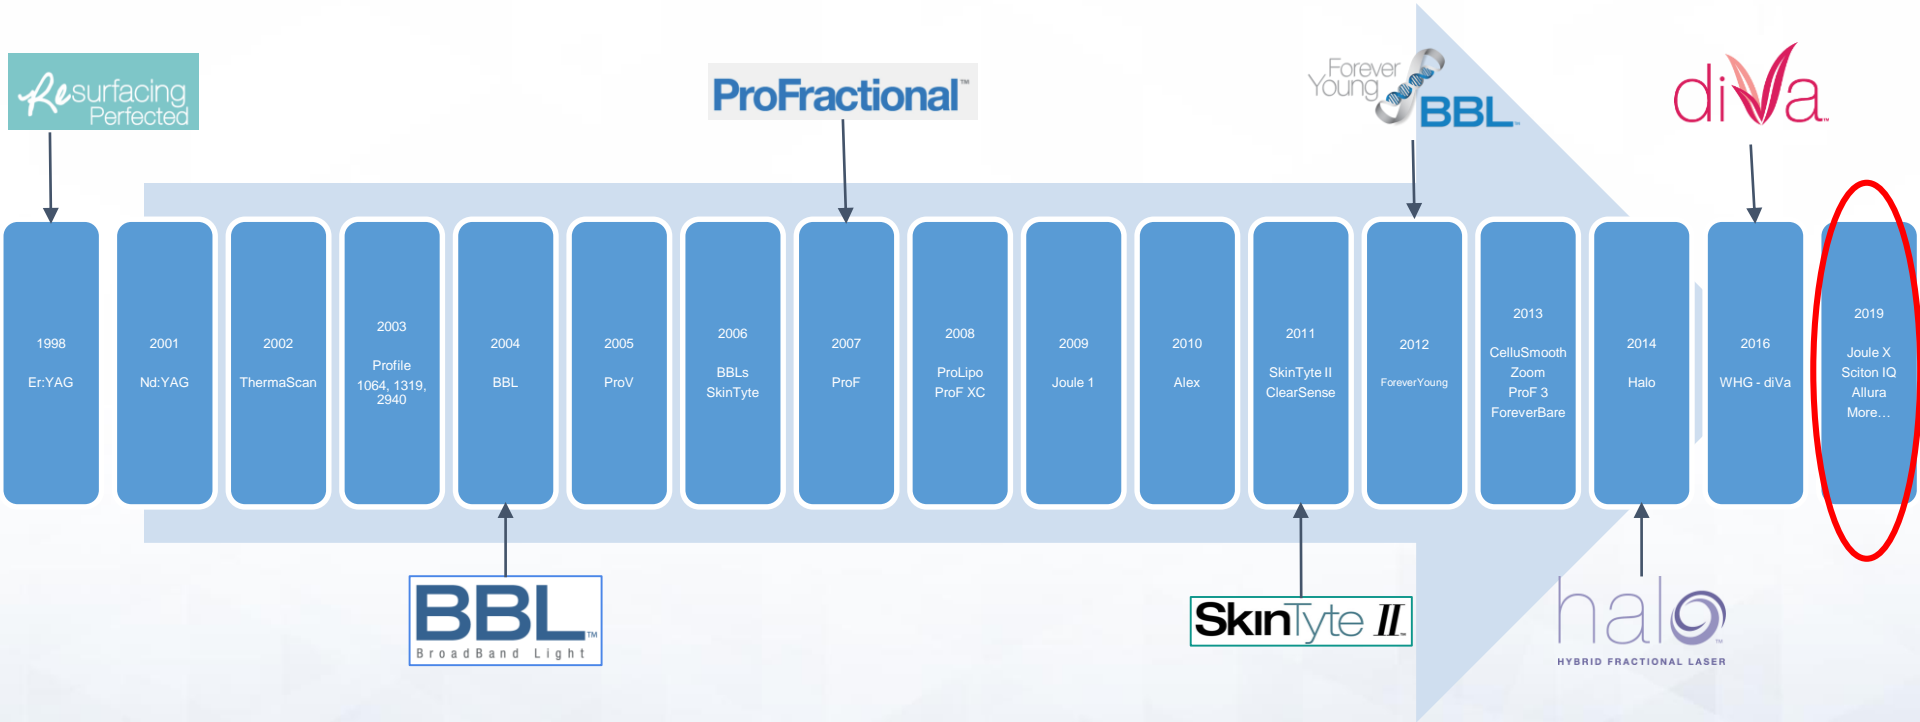 Resurfacing
Perfected
ProFractional™
Forever
Young
BBL™
diVa™
1998
Er:YAG
2001
Nd:YAG
2002
ThermaScan
2003
Profile
1064, 1319,
2940
2004
BBL
2005
ProV
2006
BBLs
SkinTyte
2007
ProF
2008
ProLipo
ProF XC
2009
Joule 1
2010
Alex
2011
SkinTyte II
ClearSense
2012
ForeverYoung
2013
CelluSmooth
Zoom
ProF 3
ForeverBare
2014
Halo
2016
WHG - diVa
2019
Joule X
Sciton IQ
Allura
More…
BBL™
BroadBand Light
SkinTyte II™
halo™
HYBRID FRACTIONAL LASER